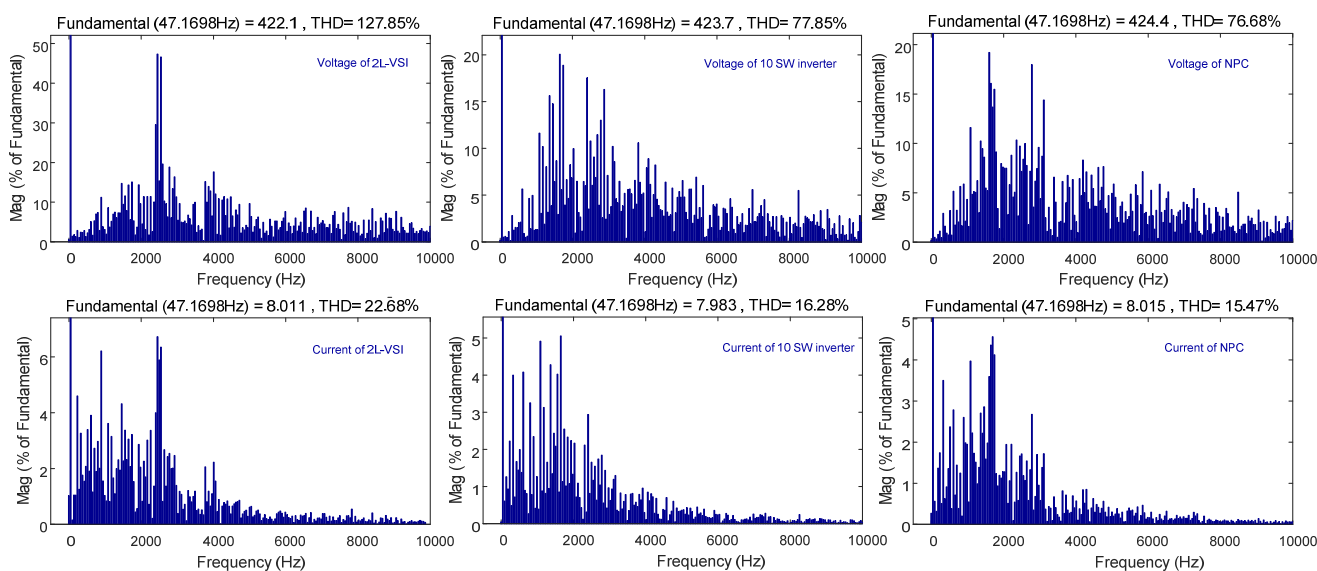 Fundamental (47.1698Hz) = 422.1 , THD= 127.85%
Mag (% of Fundamental)
50
40
30
20
10
0
Voltage of 2L-VSI
0 2000 4000 6000 8000 10000
Frequency (Hz)
Fundamental (47.1698Hz) = 423.7 , THD= 77.85%
Mag (% of Fundamental)
20
15
10
5
0
Voltage of 10 SW inverter
0 2000 4000 6000 8000 10000
Frequency (Hz)
Fundamental (47.1698Hz) = 424.4 , THD= 76.68%
Mag (% of Fundamental)
20
15
10
5
0
Voltage of NPC
0 2000 4000 6000 8000 10000
Frequency (Hz)
Fundamental (47.1698Hz) = 8.011 , THD= 22.68%
Mag (% of Fundamental)
6
4
2
0
Current of 2L-VSI
0 2000 4000 6000 8000 10000
Frequency (Hz)
Fundamental (47.1698Hz) = 7.983 , THD= 16.28%
Mag (% of Fundamental)
5
4
3
2
1
0
Current of 10 SW inverter
0 2000 4000 6000 8000 10000
Frequency (Hz)
Fundamental (47.1698Hz) = 8.015 , THD= 15.47%
Mag (% of Fundamental)
5
4
3
2
1
0
Current of NPC
0 2000 4000 6000 8000 10000
Frequency (Hz)